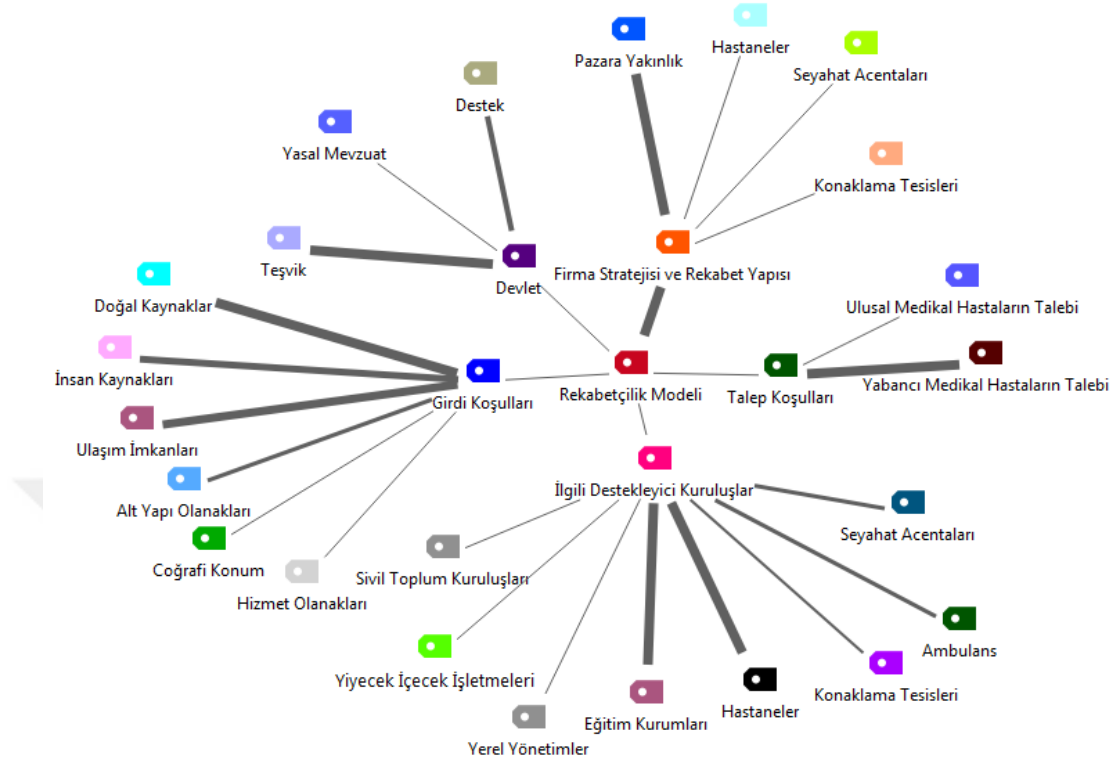 Hastaneler
Pazara Yakınlık
Seyahat Acentaları
Destek
Yasal Mevzuat
Konaklama Tesisleri
Teşvik
Firma Stratejisi ve Rekabet Yapısı
Devlet
Doğal Kaynaklar
Ulusal Medikal Hastaların Talebi
İnsan Kaynakları
Yabancı Medikal Hastaların Talebi
Rekabetçilik Modeli
Talep Koşulları
Girdi Koşulları
Ulaşım İmkanları
İlgili Destekleyici Kuruluşlar
Alt Yapı Olanakları
Seyahat Acentaları
Coğrafi Konum
Sivil Toplum Kuruluşları
Hizmet Olanakları
Ambulans
Yiyecek İçecek İşletmeleri
Konaklama Tesisleri
Hastaneler
Eğitim Kurumları
Yerel Yönetimler